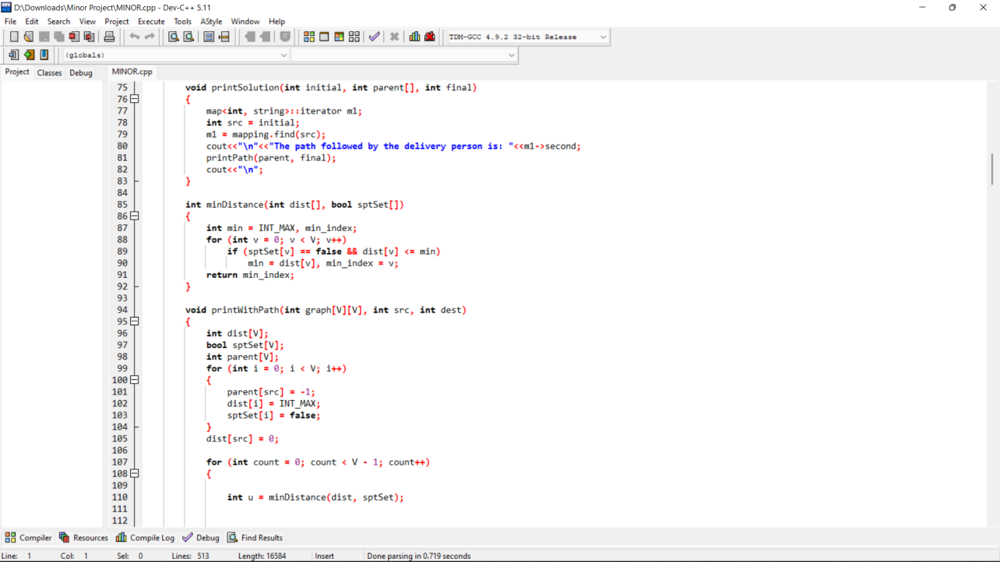 D:\Downloads\Minor Project\MINOR.cpp - Dev-C++ 5.11
File Edit Search View Project Execute Tools AStyle Window Help
TDM-GCC 4.9.2 32-bit Release
(globals)
Project Classes Debug MINOR.cpp
75 void printSolution(int initial, int parent[], int final)
76 {
77 map<int, string>::iterator m1;
78 int src = initial;
79 m1 = mapping.find(src);
80 cout<<"\n"<<"The path followed by the delivery person is: "<<m1->second;
81 printPath(parent, final);
82 cout<<"\n";
83 }
84
85 int minDistance(int dist[], bool sptSet[])
86 {
87 int min = INT_MAX, min_index;
88 for (int v = 0; v < V; v++)
89 if (sptSet[v] == false && dist[v] <= min)
90 min = dist[v], min_index = v;
91 return min_index;
92 }
93
94 void printWithPath(int graph[V][V], int src, int dest)
95 {
96 int dist[V];
97 bool sptSet[V];
98 int parent[V];
99 for (int i = 0; i < V; i++)
100 {
101 parent[src] = -1;
102 dist[i] = INT_MAX;
103 sptSet[i] = false;
104 }
105 dist[src] = 0;
106
107 for (int count = 0; count < V - 1; count++)
108 {
109
110 int u = minDistance(dist, sptSet);
111
112
Compiler Resources Compile Log Debug Find Results
Line: 1 Col: 1 Sel: 0 Lines: 513 Length: 16584 Insert Done parsing in 0.719 seconds